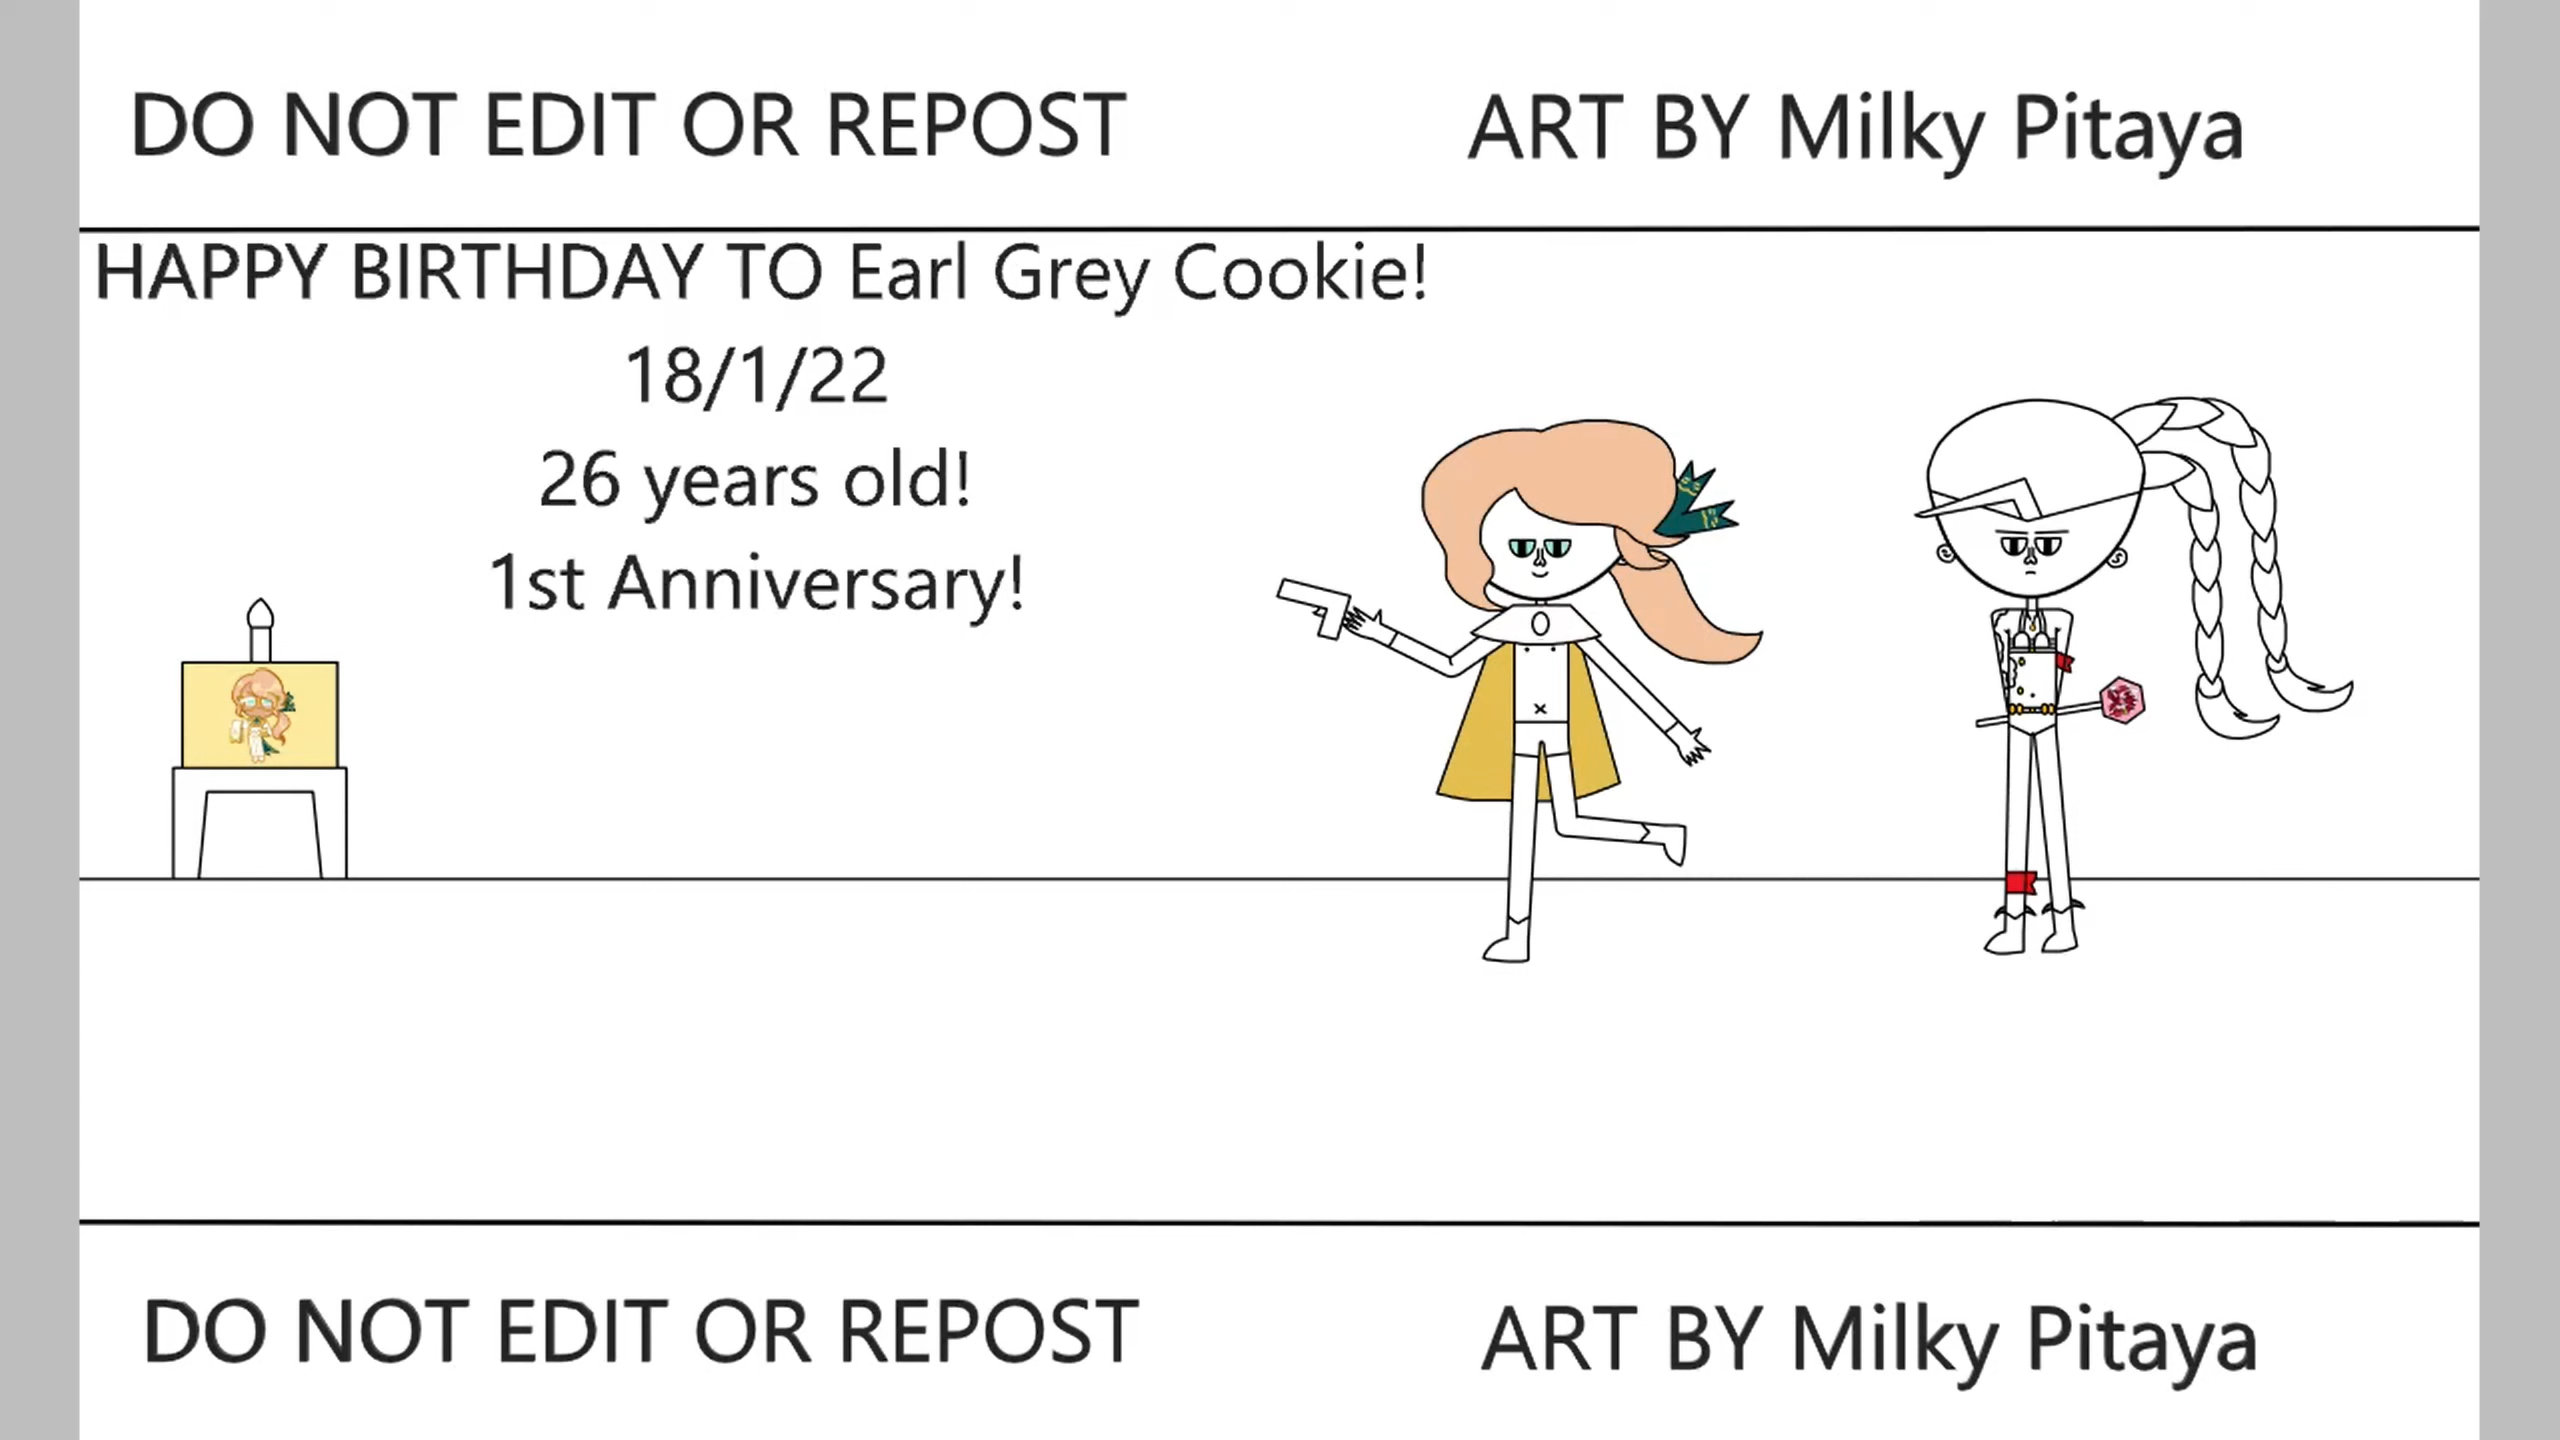 DO NOT EDIT OR REPOST
ART BY Milky Pitaya
HAPPY BIRTHDAY TO Earl Grey Cookie!
18/1/22
26 years old!
1st Anniversary!
DO NOT EDIT OR REPOST
ART BY Milky Pitaya